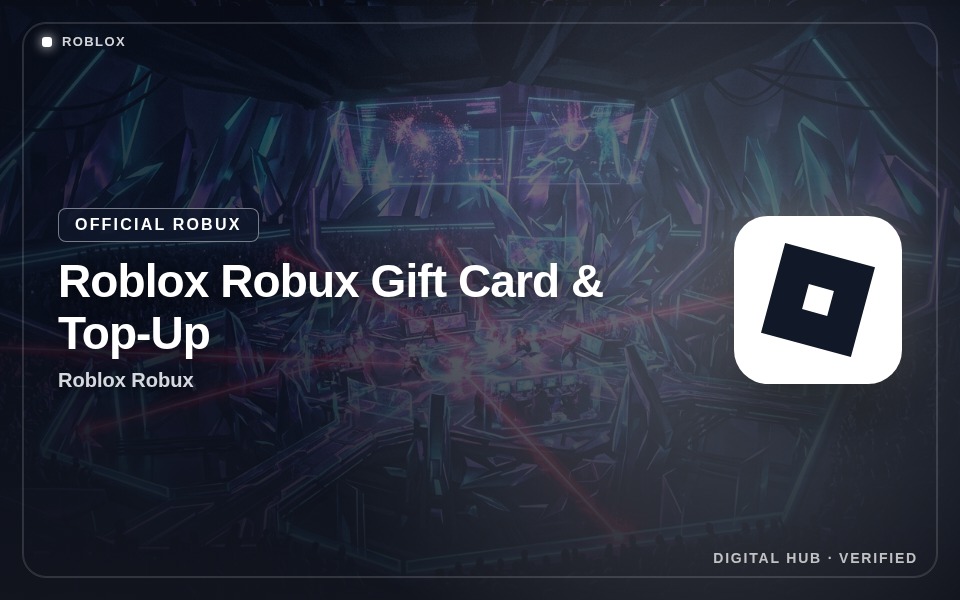 ROBLOX
OFFICIAL ROBUX
Roblox Robux Gift Card &
Top-Up
Roblox Robux
DIGITAL HUB · VERIFIED